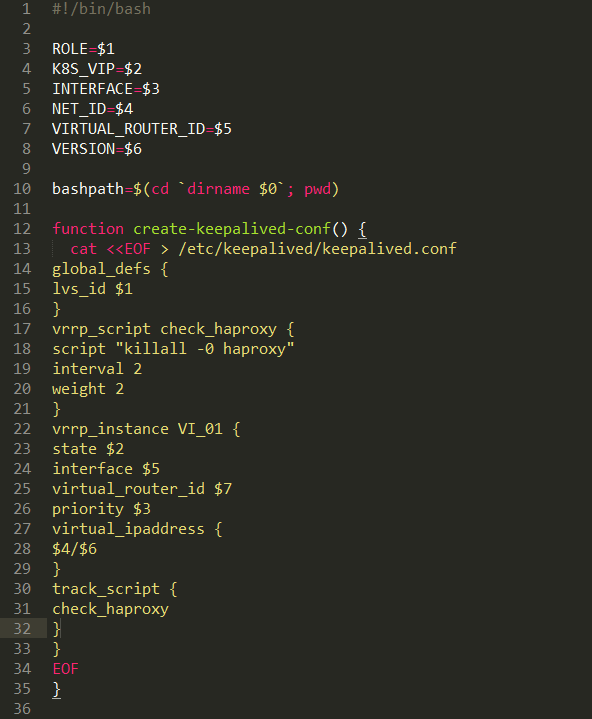 1 #!/bin/bash
2
3 ROLE=$1
4 K8S_VIP=$2
5 INTERFACE=$3
6 NET_ID=$4
7 VIRTUAL_ROUTER_ID=$5
8 VERSION=$6
9
10 bashpath=$(cd `dirname $0`; pwd)
11
12 function create-keepalived-conf() {
13   cat <<EOF > /etc/keepalived/keepalived.conf
14 global_defs {
15 lvs_id $1
16 }
17 vrrp_script check_haproxy {
18 script "killall -0 haproxy"
19 interval 2
20 weight 2
21 }
22 vrrp_instance VI_01 {
23 state $2
24 interface $5
25 virtual_router_id $7
26 priority $3
27 virtual_ipaddress {
28 $4/$6
29 }
30 track_script {
31 check_haproxy
32 }
33 }
34 EOF
35 }
36